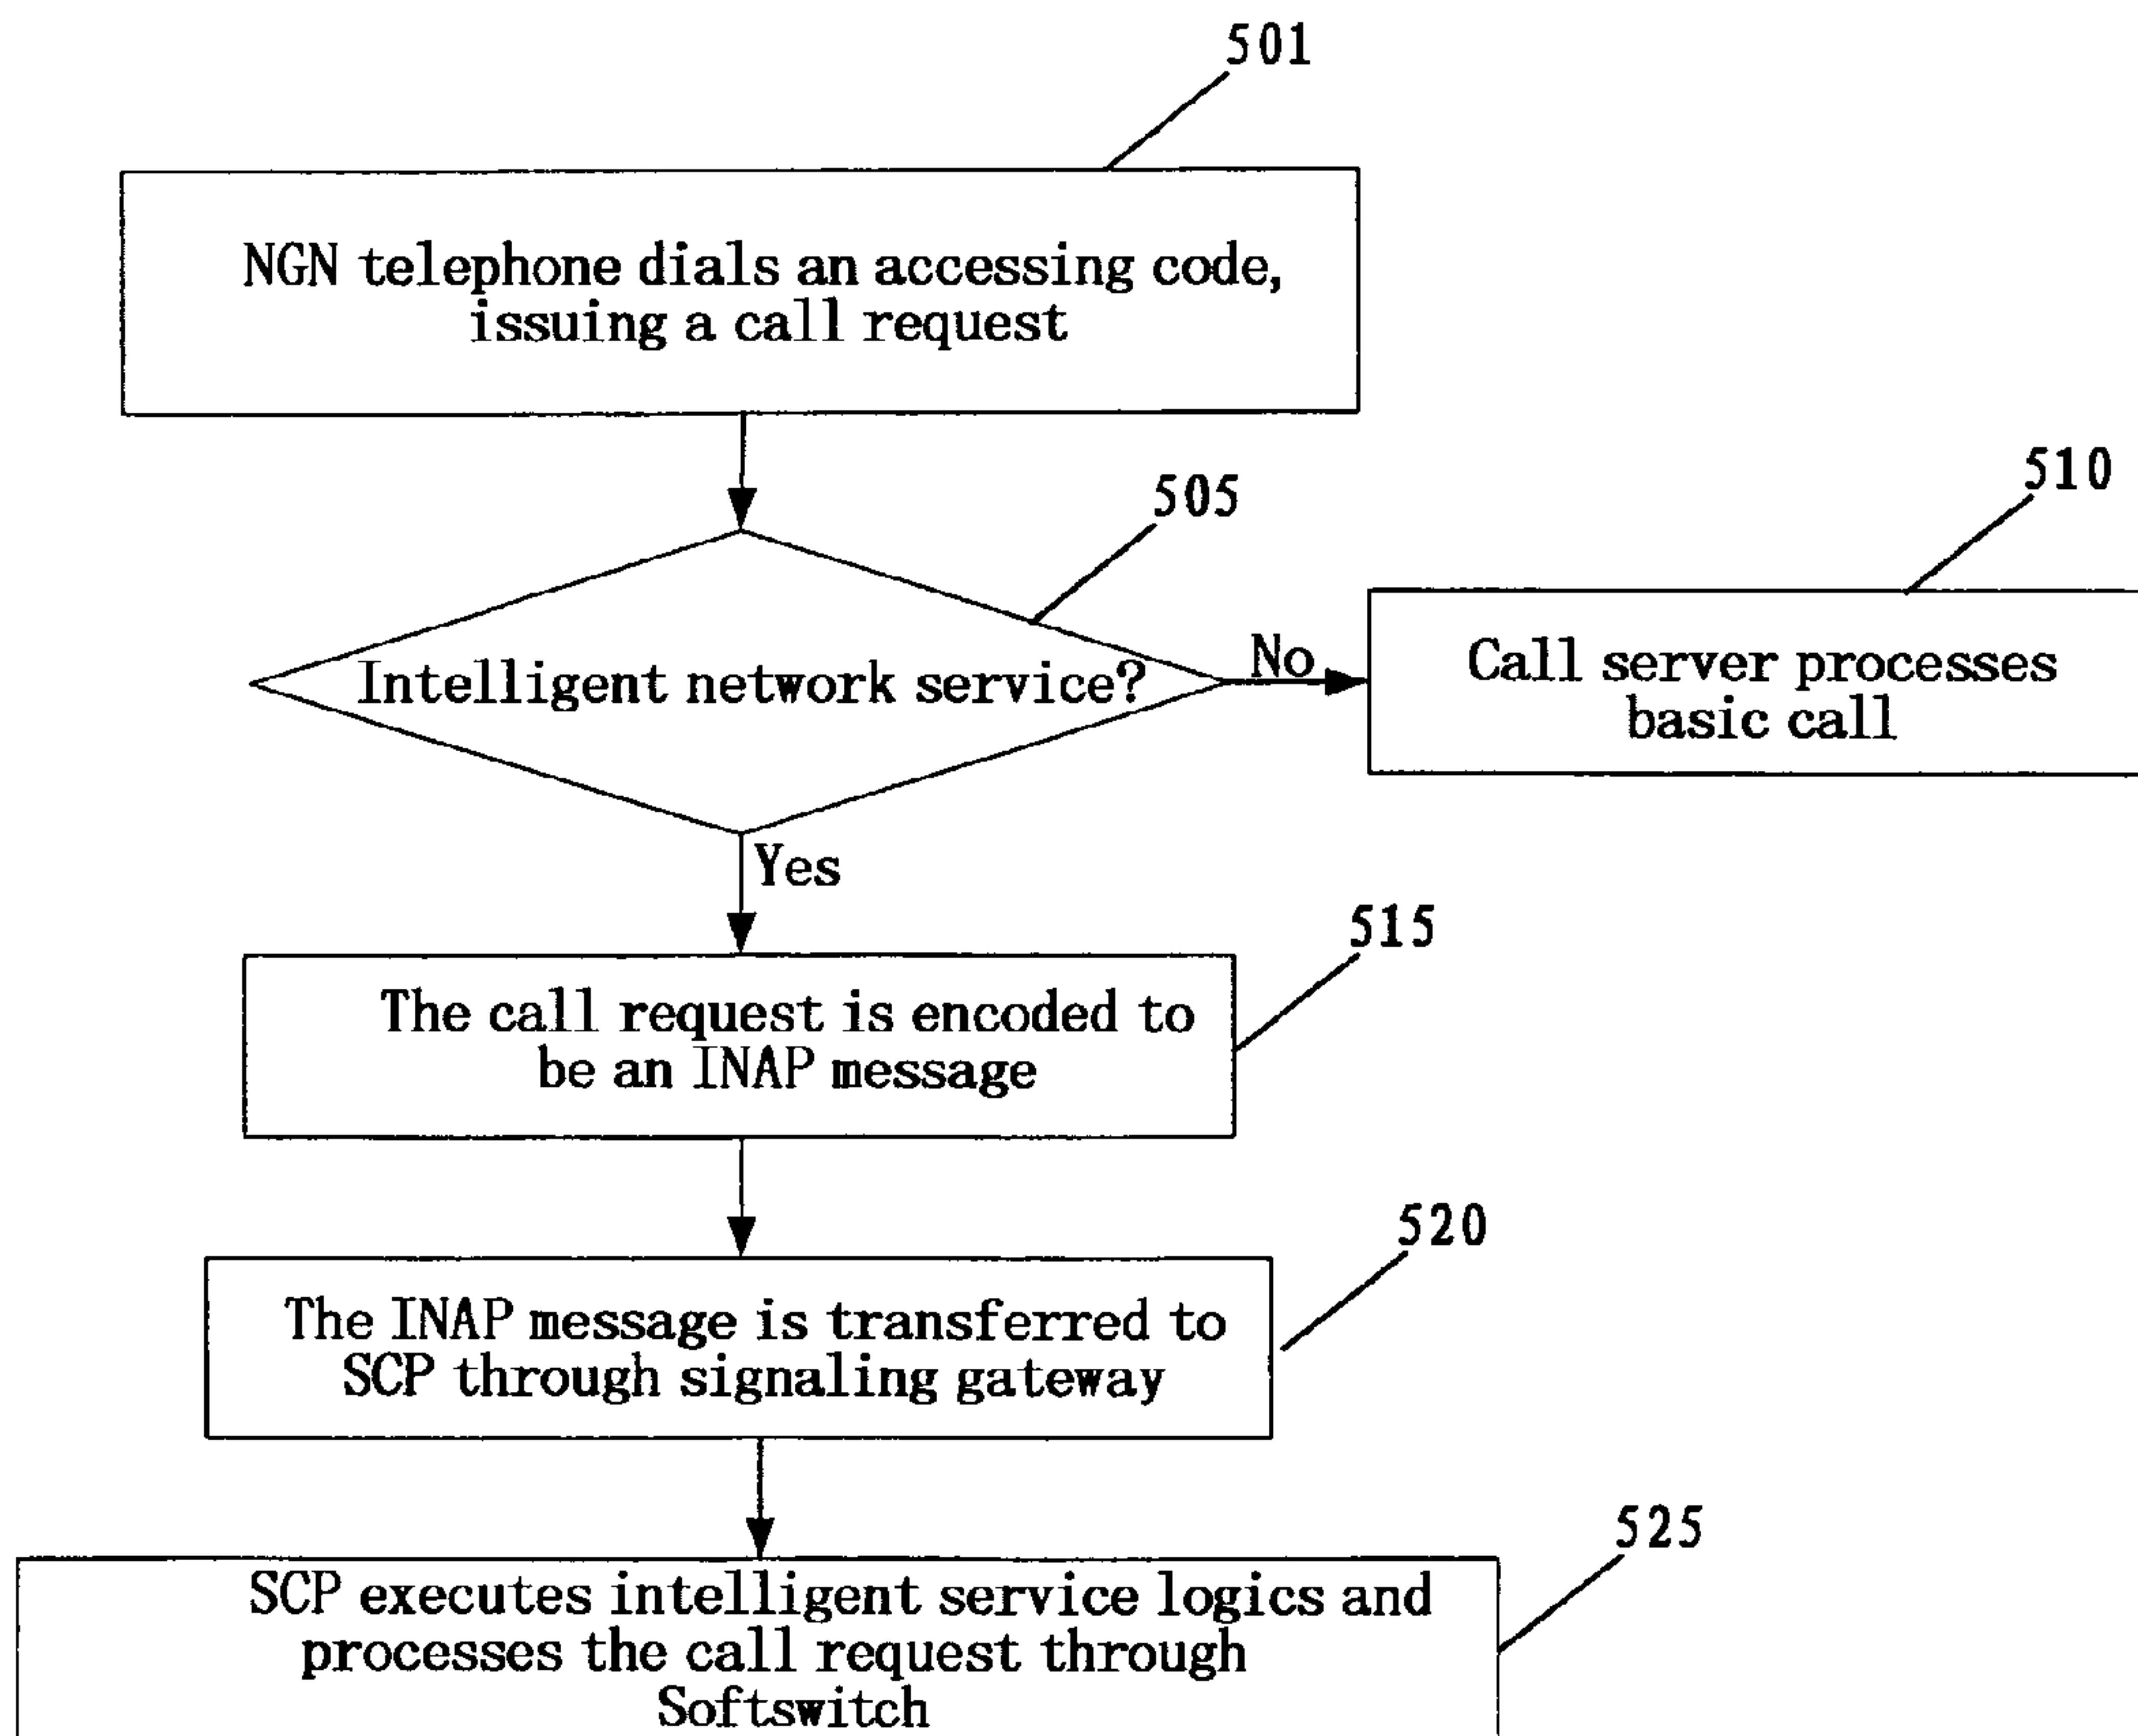 501
NGN telephone dials an accessing code,
issuing a call request
505
510
Intelligent network service?
No
Call server processes
basic call
Yes
515
The call request is encoded to
be an INAP message
520
The INAP message is transferred to
SCP through signaling gateway
525
SCP executes intelligent service logics and
processes the call request through
Softswitch